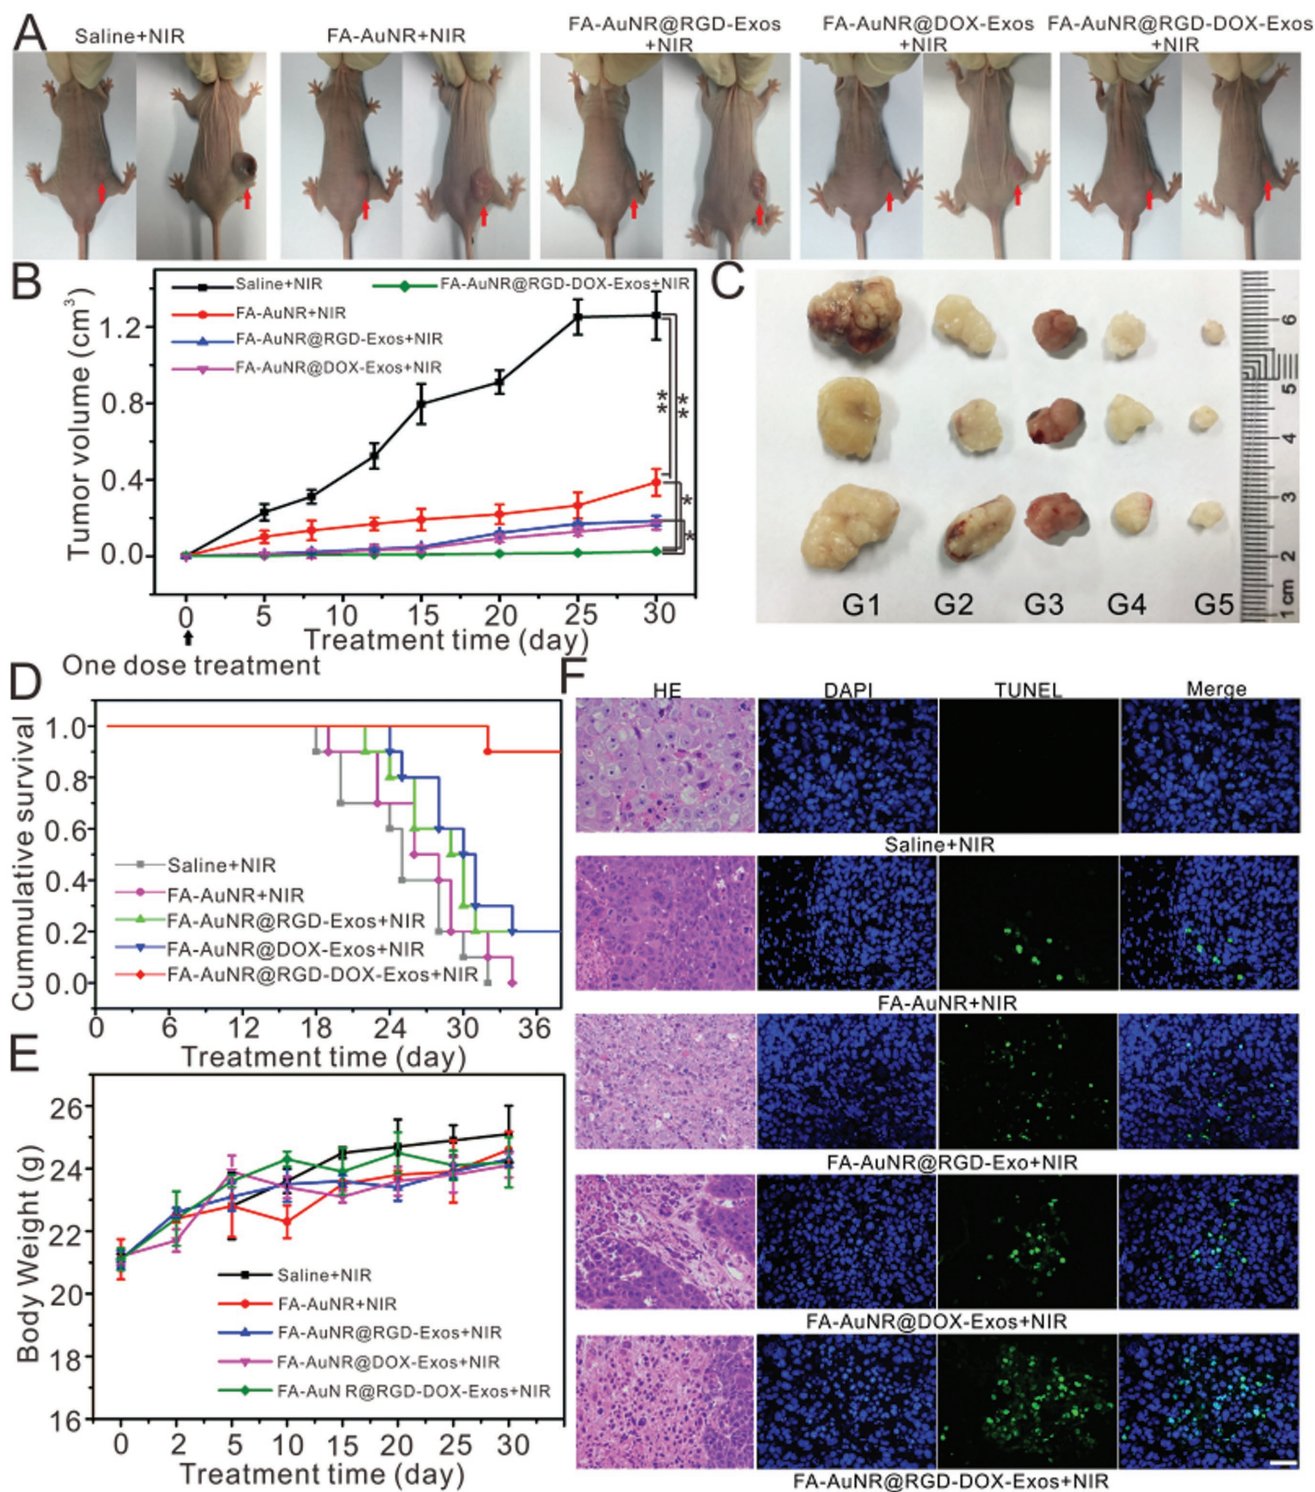 A
Saline+NIR
FA-AuNR+NIR
FA-AuNR@RGD-Exos
+NIR
FA-AuNR@DOX-Exos
+NIR
FA-AuNR@RGD-DOX-Exos
+NIR
B
Tumor volume (cm³)
1.2
0.8
0.4
0.0
Saline+NIR
FA-AuNR@RGD-DOX-Exos+NIR
FA-AuNR+NIR
FA-AuNR@RGD-Exos+NIR
FA-AuNR@DOX-Exos+NIR
**
**
*
*
0 5 10 15 20 25 30
Treatment time (day)
One dose treatment
C
G1 G2 G3 G4 G5
6
5
4
3
2
1 cm
D
Cummulative survival
1.0
0.8
0.6
0.4
0.2
0.0
Saline+NIR
FA-AuNR+NIR
FA-AuNR@RGD-Exos+NIR
FA-AuNR@DOX-Exos+NIR
FA-AuNR@RGD-DOX-Exos+NIR
0 6 12 18 24 30 36
Treatment time (day)
E
Body Weight (g)
26
24
22
20
18
16
Saline+NIR
FA-AuNR+NIR
FA-AuNR@RGD-Exos+NIR
FA-AuNR@DOX-Exos+NIR
FA-AuN R@RGD-DOX-Exos+NIR
0 2 5 10 15 20 25 30
Treatment time (day)
F
HE DAPI TUNEL Merge
Saline+NIR
FA-AuNR+NIR
FA-AuNR@RGD-Exo+NIR
FA-AuNR@DOX-Exos+NIR
FA-AuNR@RGD-DOX-Exos+NIR